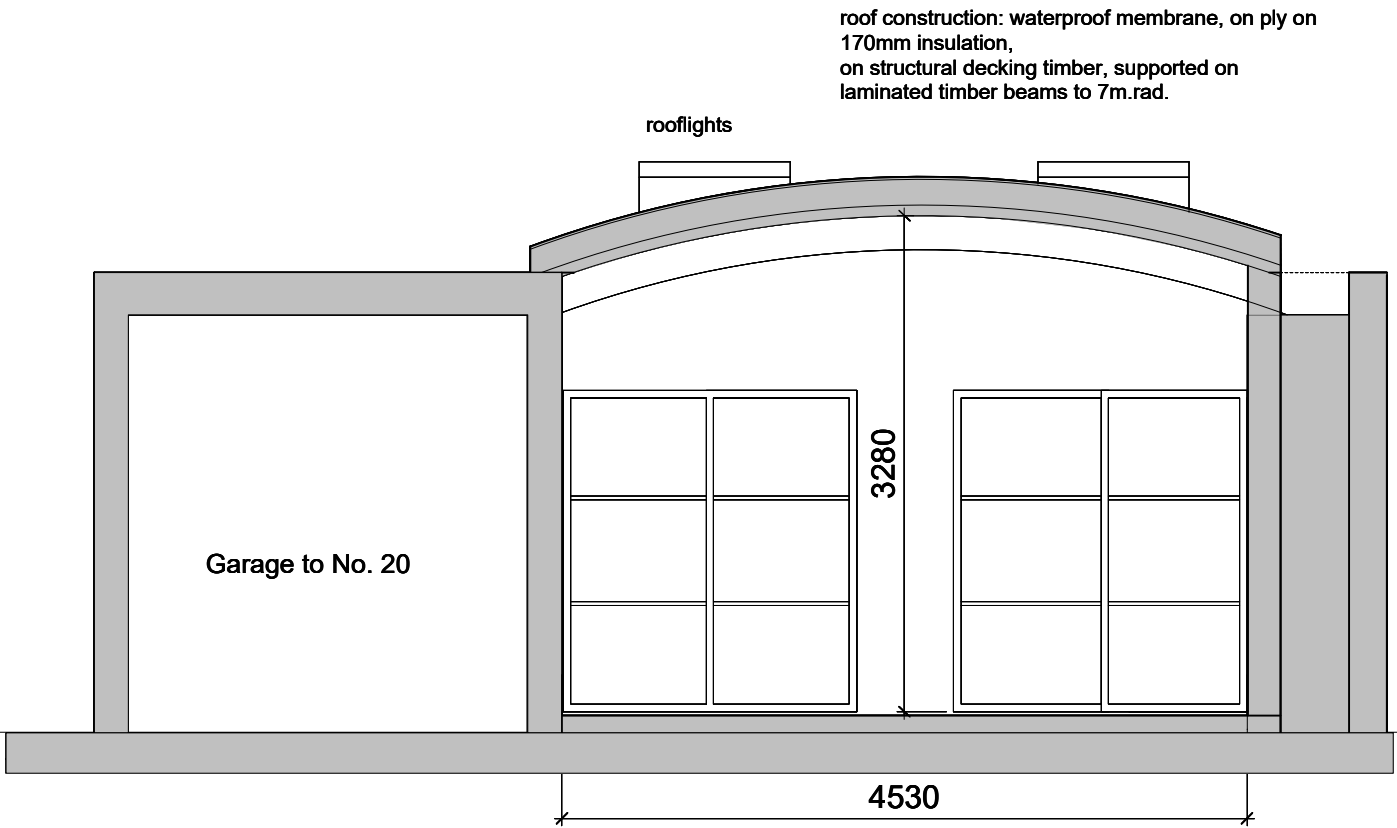 roof construction: waterproof membrane, on ply on
170mm insulation,
on structural decking timber, supported on
laminated timber beams to 7m.rad.
rooflights
3280
Garage to No. 20
4530